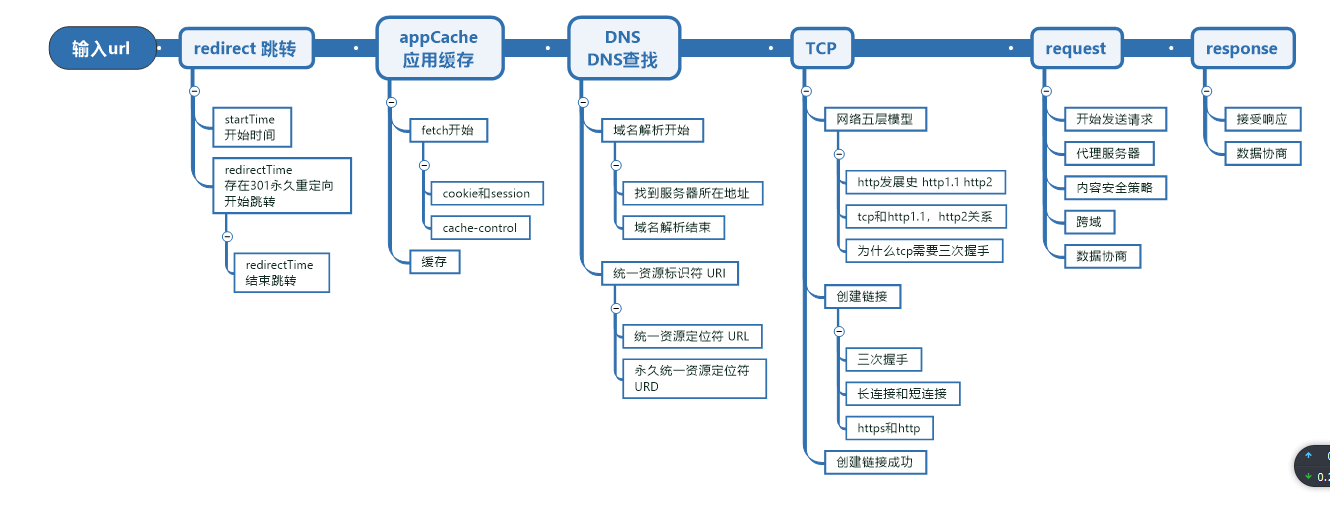 输入url
redirect 跳转
startTime
开始时间
redirectTime
存在301永久重定向
开始跳转
redirectTime
结束跳转
appCache
应用缓存
fetch开始
cookie和session
cache-control
缓存
DNS
DNS查找
域名解析开始
找到服务器所在地址
域名解析结束
统一资源标识符 URI
统一资源定位符 URL
永久统一资源定位符
URD
TCP
网络五层模型
http发展史 http1.1 http2
tcp和http1.1，http2关系
为什么tcp需要三次握手
创建链接
三次握手
长连接和短连接
https和http
创建链接成功
request
开始发送请求
代理服务器
内容安全策略
跨域
数据协商
response
接受响应
数据协商